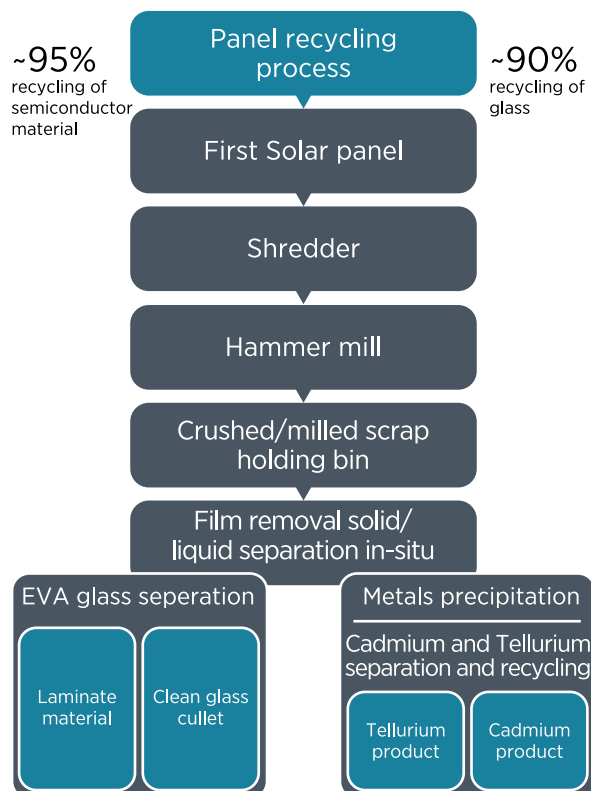 ~95%
recycling of
semiconductor
material
Panel recycling
process
~90%
recycling of
glass
First Solar panel
Shredder
Hammer mill
Crushed/milled scrap
holding bin
Film removal solid/
liquid separation in-situ
EVA glass seperation
Laminate
material
Clean glass
cullet
Metals precipitation
Cadmium and Tellurium
separation and recycling
Tellurium
product
Cadmium
product